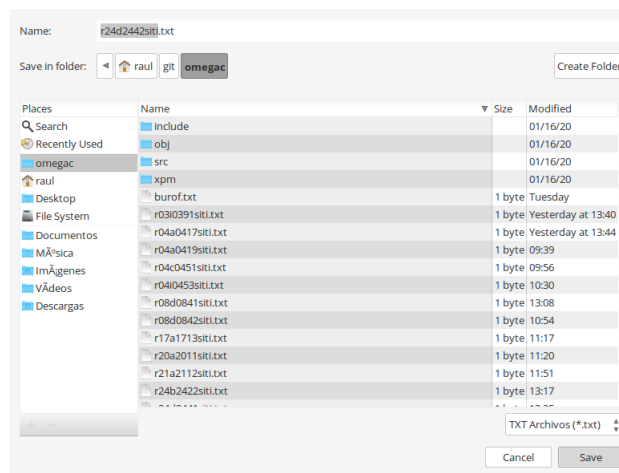 Name: r24d2442siti.txt
Save in folder: raul git omegac Create Folder
Places Name Size Modified
Search include 01/16/20
Recently Used obj 01/16/20
omegac src 01/16/20
raul xpm 01/16/20
Desktop burof.txt 1 byte Tuesday
File System r03i0391siti.txt 1 byte Yesterday at 13:40
Documentos r04a0417siti.txt 1 byte Yesterday at 13:44
MÃºsica r04a0419siti.txt 1 byte 09:39
ImÃ¡genes r04c0451siti.txt 1 byte 09:56
VÃ­deos r04i0453siti.txt 1 byte 10:30
Descargas r08d0841siti.txt 1 byte 13:08
r08d0842siti.txt 1 byte 10:54
r17a1713siti.txt 1 byte 11:17
r20a2011siti.txt 1 byte 11:20
r21a2112siti.txt 1 byte 11:51
r24b2422siti.txt 1 byte 13:17
TXT Archivos (*.txt)
Cancel Save